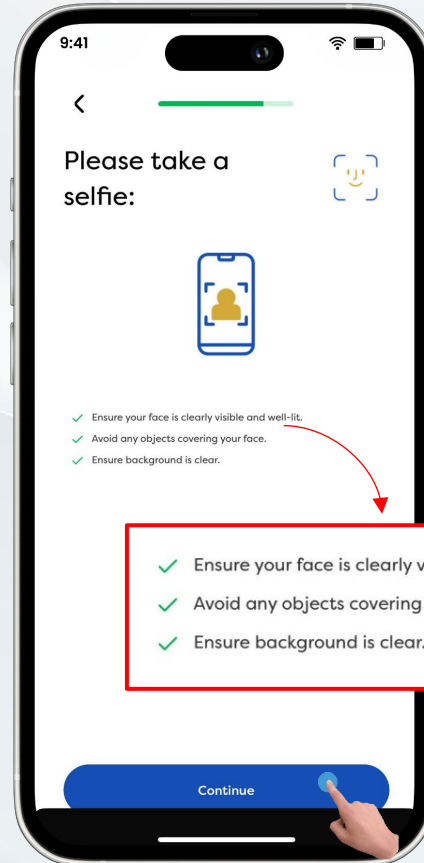 9:41
Please take a
selfie:
Ensure your face is clearly visible and well-lit.
Avoid any objects covering your face.
Ensure background is clear.
Ensure your face is clearly
Avoid any objects covering
Ensure background is clear.
Continue